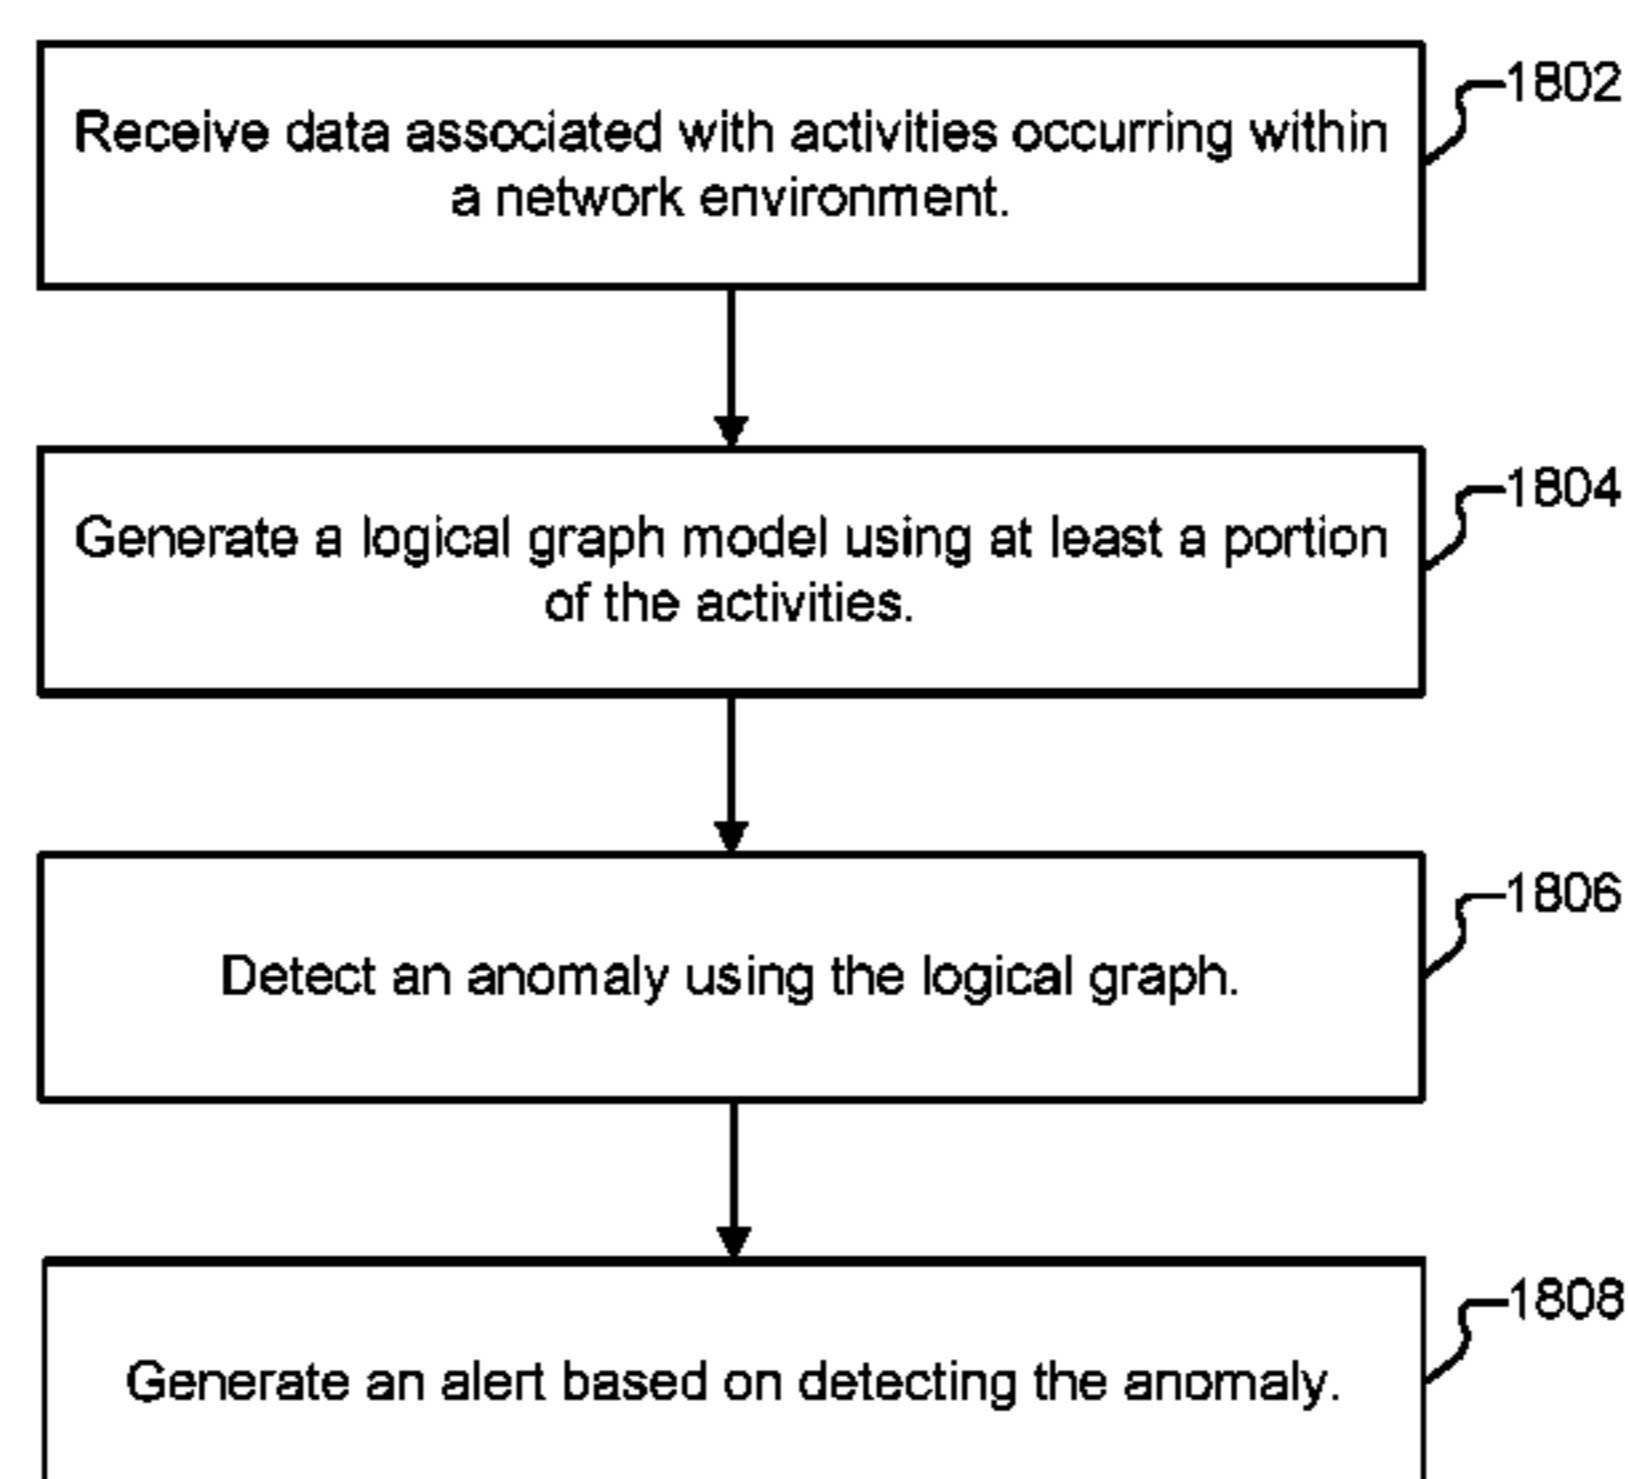 Receive data associated with activities occurring within
a network environment.
1802
Generate a logical graph model using at least a portion
of the activities.
1804
Detect an anomaly using the logical graph.
1806
Generate an alert based on detecting the anomaly.
1808